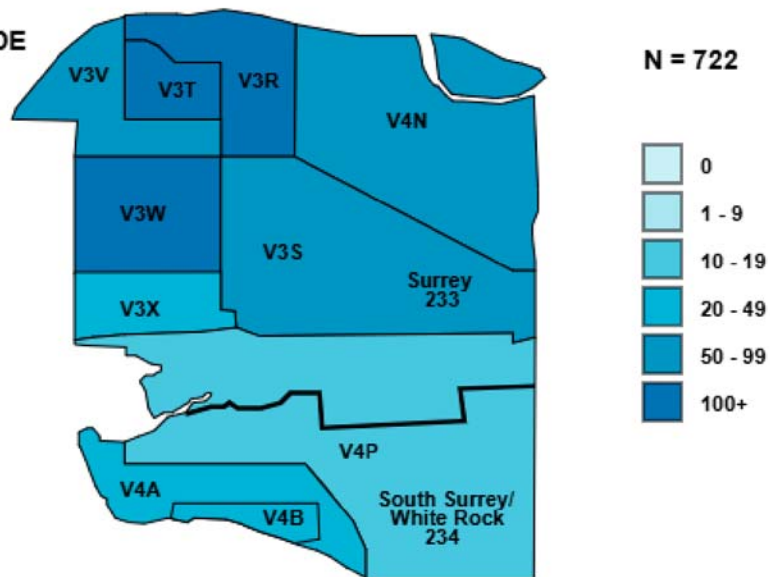 DE
N = 722
V3V
V3T
V3R
V4N
0
1 - 9
V3W
10 - 19
V3S
Surrey
233
V3X
20 - 49
50 - 99
100+
V4P
V4A
V4B
South Surrey/
White Rock
234